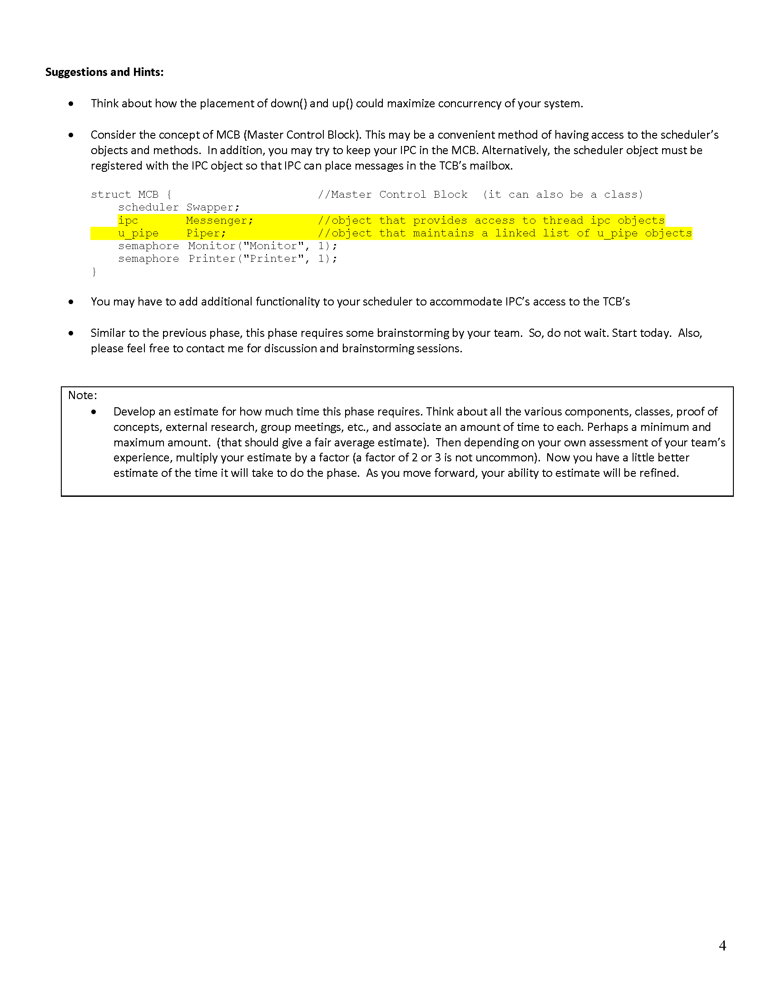 Suggestions and Hints:
• Think about how the placement of down() and up() could maximize concurrency of your system.
• Consider the concept of MCB (Master Control Block). This may be a convenient method of having access to the scheduler’s
objects and methods.  In addition, you may try to keep your IPC in the MCB. Alternatively, the scheduler object must be
registered with the IPC object so that IPC can place messages in the TCB’s mailbox.
struct MCB {                     //Master Control Block  (it can also be a class)
    scheduler Swapper;
    ipc       Messenger;         //object that provides access to thread ipc objects
    u_pipe    Piper;             //object that maintains a linked list of u_pipe objects
    semaphore Monitor("Monitor", 1);
    semaphore Printer("Printer", 1);
}
• You may have to add additional functionality to your scheduler to accommodate IPC’s access to the TCB’s
• Similar to the previous phase, this phase requires some brainstorming by your team.  So, do not wait. Start today.  Also,
please feel free to contact me for discussion and brainstorming sessions.
Note:
• Develop an estimate for how much time this phase requires. Think about all the various components, classes, proof of
concepts, external research, group meetings, etc., and associate an amount of time to each. Perhaps a minimum and
maximum amount.  (that should give a fair average estimate).  Then depending on your own assessment of your team’s
experience, multiply your estimate by a factor (a factor of 2 or 3 is not uncommon).  Now you have a little better
estimate of the time it will take to do the phase.  As you move forward, your ability to estimate will be refined.
4